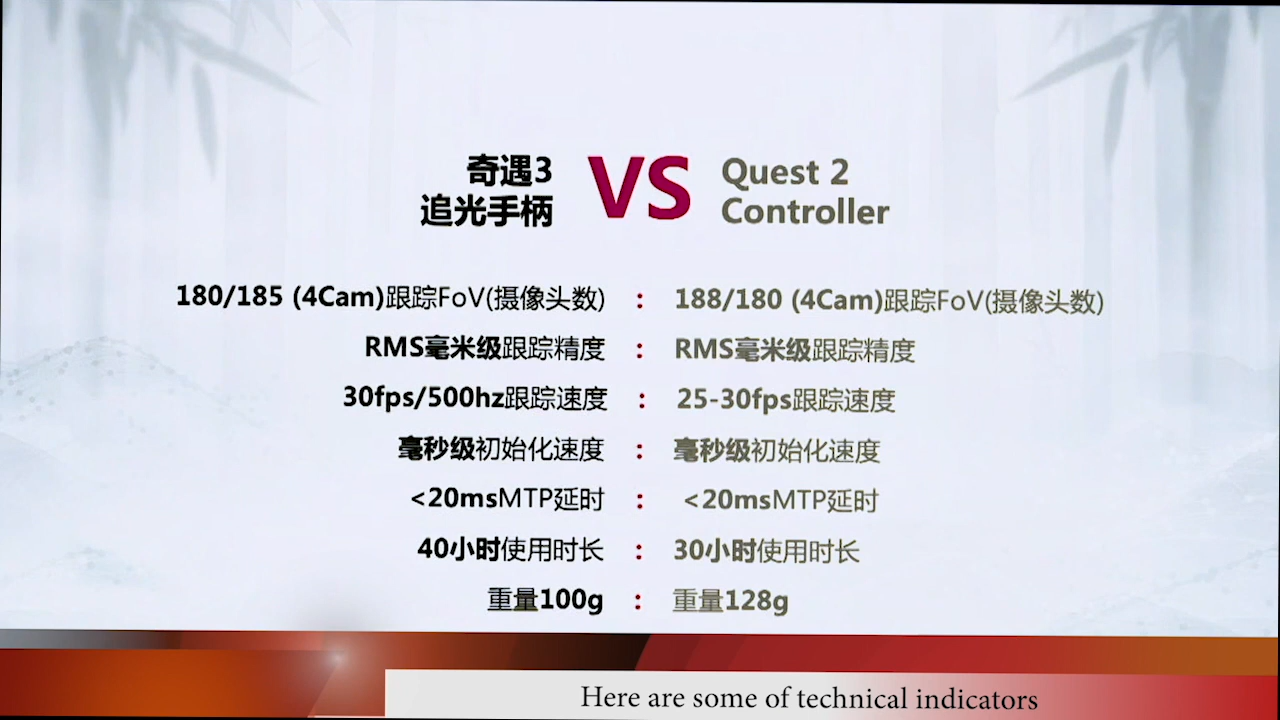 奇遇3
追光手柄
VS
Quest 2
Controller
180/185 (4Cam)跟踪FoV(摄像头数) : 188/180 (4Cam)跟踪FoV(摄像头数)
RMS毫米级跟踪精度 : RMS毫米级跟踪精度
30fps/500hz跟踪速度 : 25-30fps跟踪速度
毫秒级初始化速度 : 毫秒级初始化速度
<20msMTP延时 : <20msMTP延时
40小时使用时长 : 30小时使用时长
重量100g : 重量128g
Here are some of technical indicators